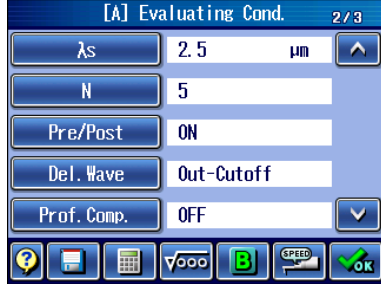 [A] Evaluating Cond. 2/3
λs 2.5 µm
N 5
Pre/Post ON
Del.Wave Out-Cutoff
Prof.Comp. OFF
? √ooo B SPEED OK